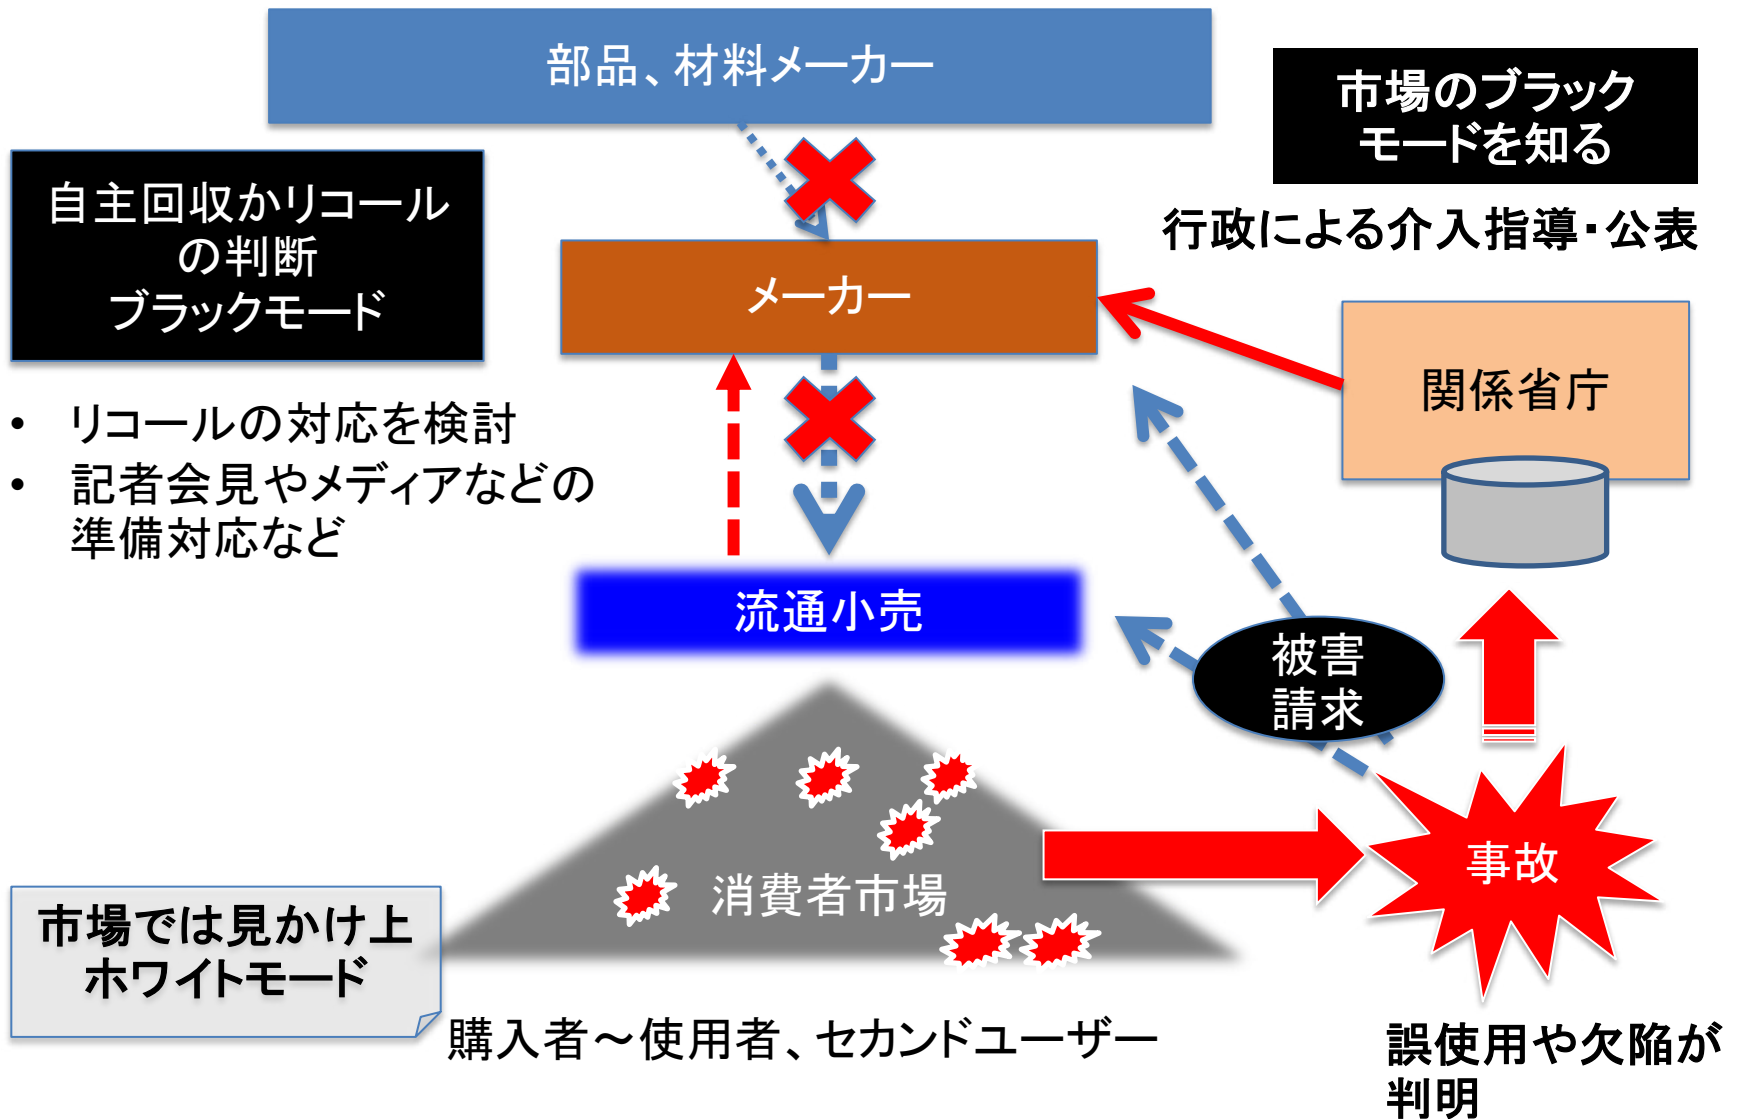 部品、材料メーカー
市場のブラック
モードを知る
自主回収かリコール
の判断
ブラックモード
行政による介入指導・公表
メーカー
関係省庁
• リコールの対応を検討
• 記者会見やメディアなどの
準備対応など
流通小売
被害
請求
事故
消費者市場
市場では見かけ上
ホワイトモード
購入者～使用者、セカンドユーザー
誤使用や欠陥が
判明